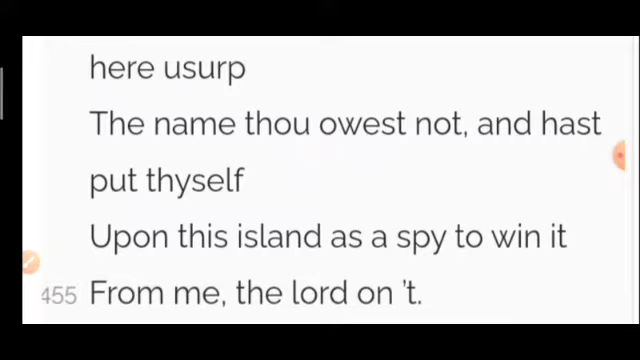 here usurp
The name thou owest not, and hast
put thyself
Upon this island as a spy to win it
455 From me, the lord on 't.